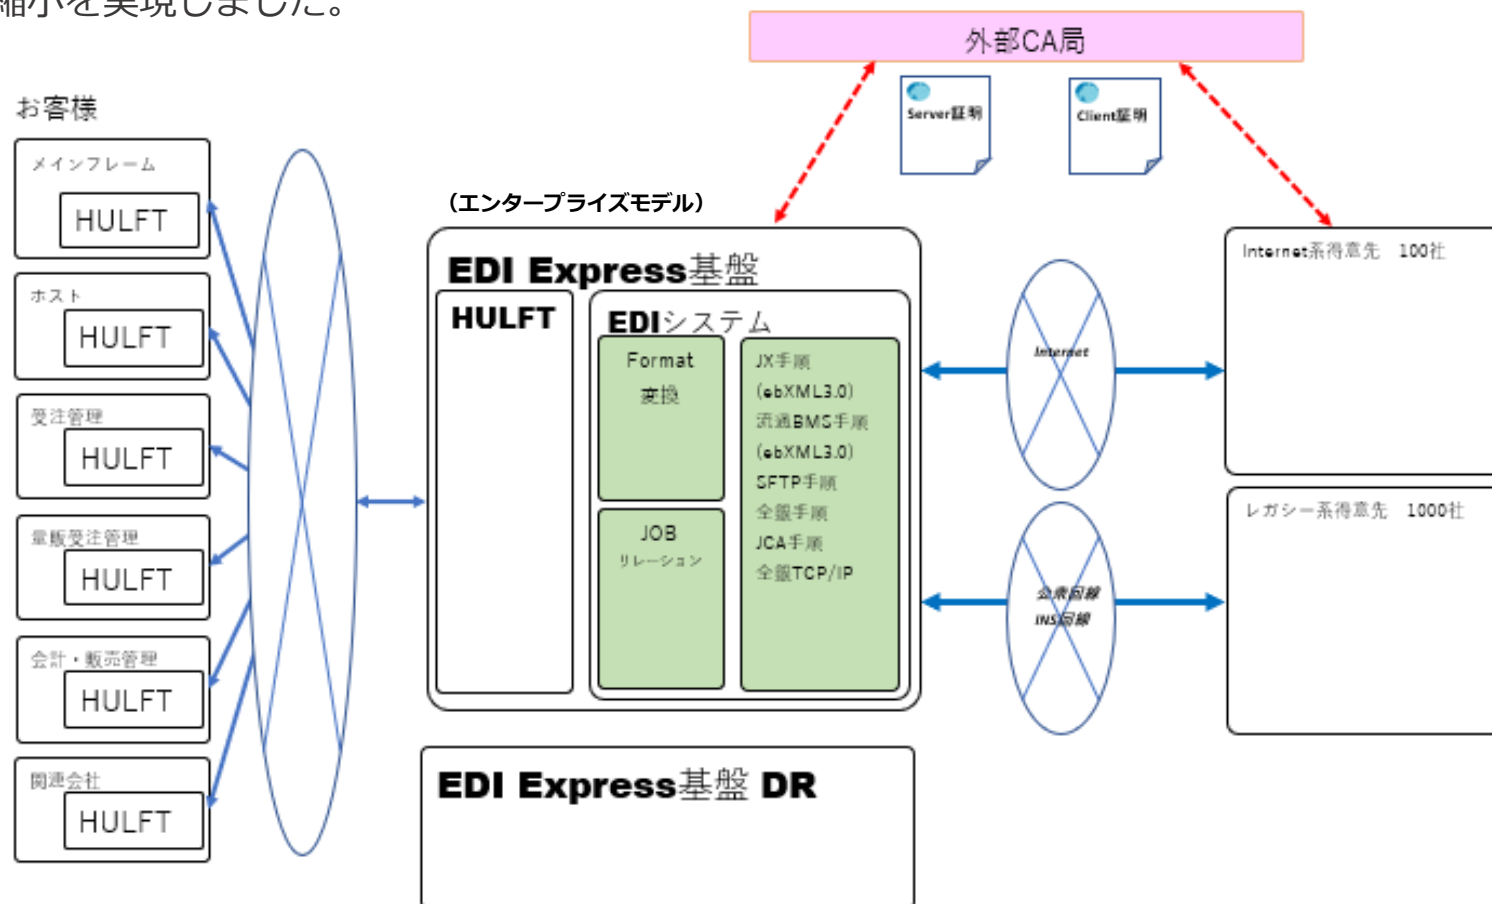 縮小を実現しました。
外部CA局
Server証明
Client証明
お客様
メインフレーム
HULFT
ホスト
HULFT
受注管理
HULFT
量販受注管理
HULFT
会計・販売管理
HULFT
関連会社
HULFT
（エンタープライズモデル）
EDI Express基盤
HULFT
EDIシステム
Format
変換
JOB
リレーション
JX手順
(ebXML3.0)
流通BMS手順
(ebXML3.0)
SFTP手順
全銀手順
JCA手順
全銀TCP/IP
Internet
公衆回線
INS回線
Internet系得意先　100社
レガシー系得意先　1000社
EDI Express基盤 DR